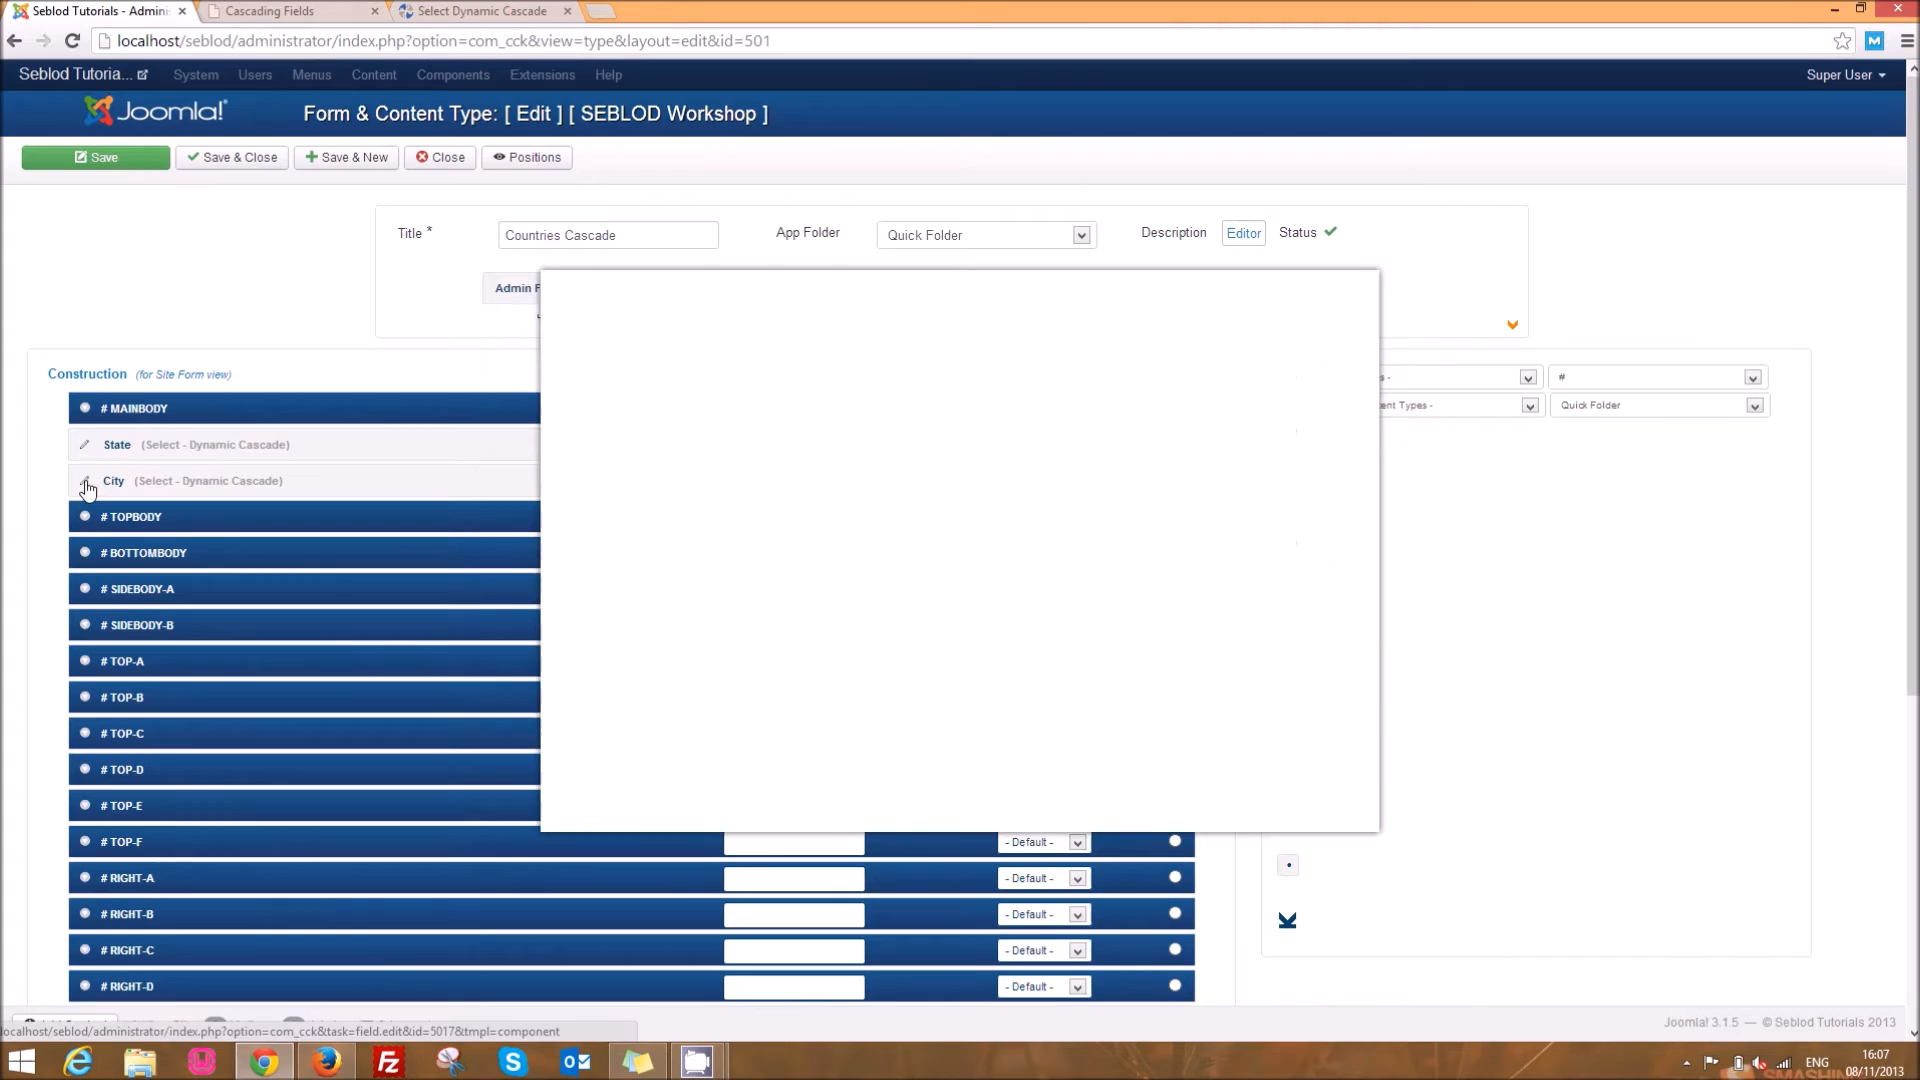 Seblod Tutorials - Admini
Cascading Fields
Select Dynamic Cascade
localhost/seblod/administrator/index.php?option=com_cck&view=type&layout=edit&id=501
Seblod Tutoria... System Users Menus Content Components Extensions Help Super User
Joomla! Form & Content Type: [ Edit ] [ SEBLOD Workshop ]
Save Save & Close Save & New Close Positions
Title * Countries Cascade App Folder Quick Folder Description Editor Status
Admin F
Construction (for Site Form view)
s - #
ent Types - Quick Folder
# MAINBODY
State (Select - Dynamic Cascade)
City (Select - Dynamic Cascade)
# TOPBODY
# BOTTOMBODY
# SIDEBODY-A
# SIDEBODY-B
# TOP-A
# TOP-B
# TOP-C
# TOP-D
# TOP-E
# TOP-F - Default -
# RIGHT-A - Default -
# RIGHT-B - Default -
# RIGHT-C - Default -
# RIGHT-D - Default -
Joomla! 3.1.5 — © Seblod Tutorials 2013
localhost/seblod/administrator/index.php?option=com_cck&task=field.edit&id=5017&tmpl=component
ENG 16:07
08/11/2013